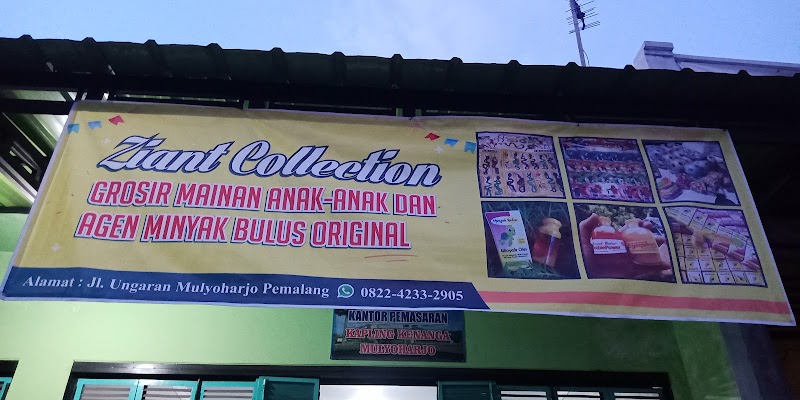 Ziant Collection
GROSIR MAINAN ANAK-ANAK DAN
AGEN MINYAK BULUS ORIGINAL
Alamat : Jl. Ungaran Mulyoharjo Pemalang 0822-4233-2905
KANTOR PEMASARAN
KAPLING KENANGA
MULYOHARJO